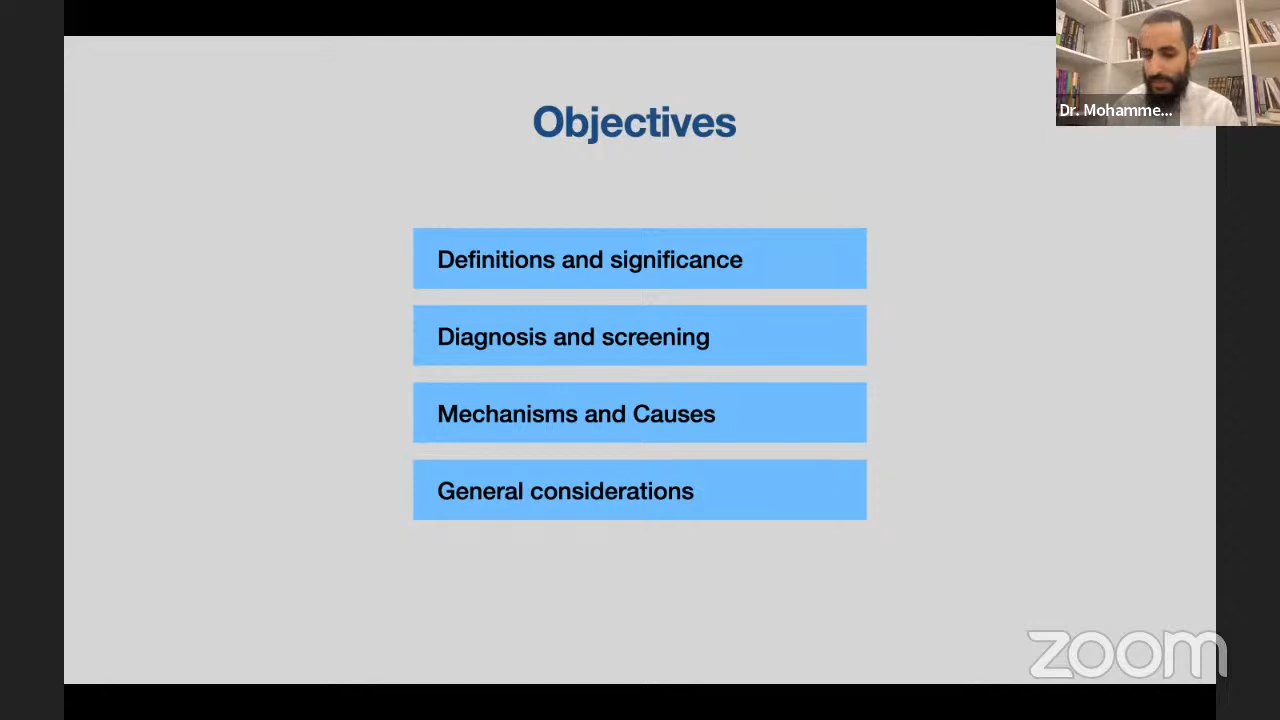 Objectives
Dr. Mohamme...
Definitions and significance
Diagnosis and screening
Mechanisms and Causes
General considerations
zoom